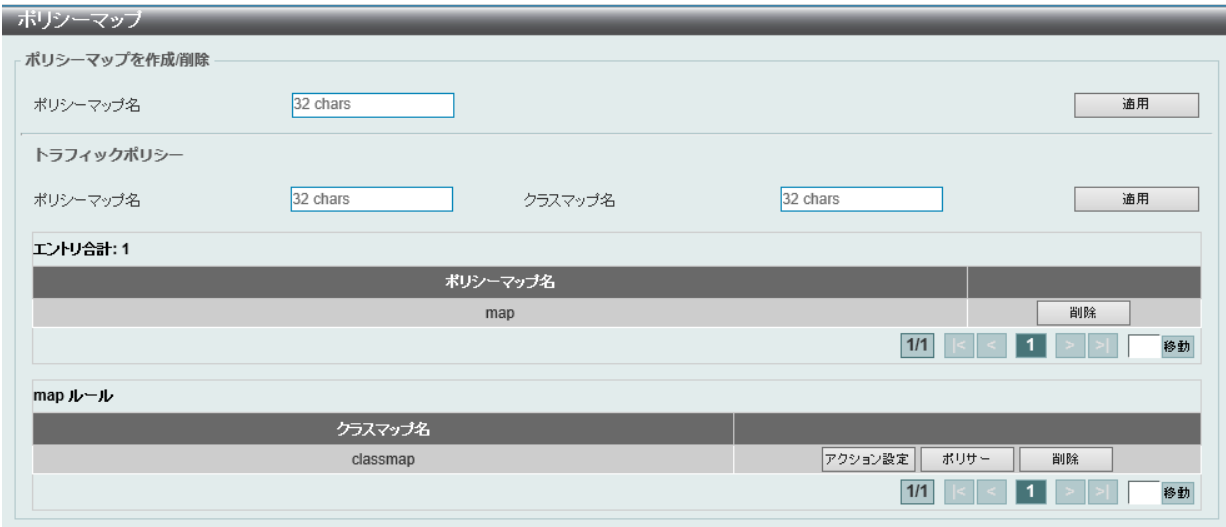 ポリシーマップ
ポリシーマップを作成/削除
ポリシーマップ名 32 chars 適用
トラフィックポリシー
ポリシーマップ名 32 chars クラスマップ名 32 chars 適用
エントリ合計: 1
ポリシーマップ名
map 削除
1/1 |< < 1 > >| 移動
map ルール
クラスマップ名
classmap アクション設定 ポリサー 削除
1/1 |< < 1 > >| 移動